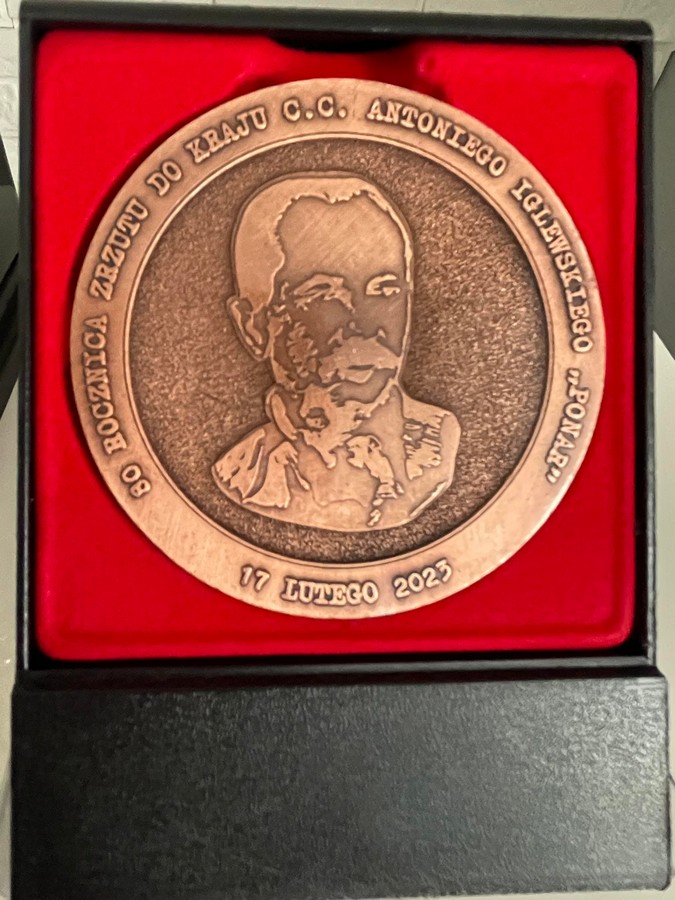 80 ROCZNICA ZRZUTU DO KRAJU C.C. ANTONIEGO IGLEWSKIEGO „PONAR”
17 LUTEGO 2023